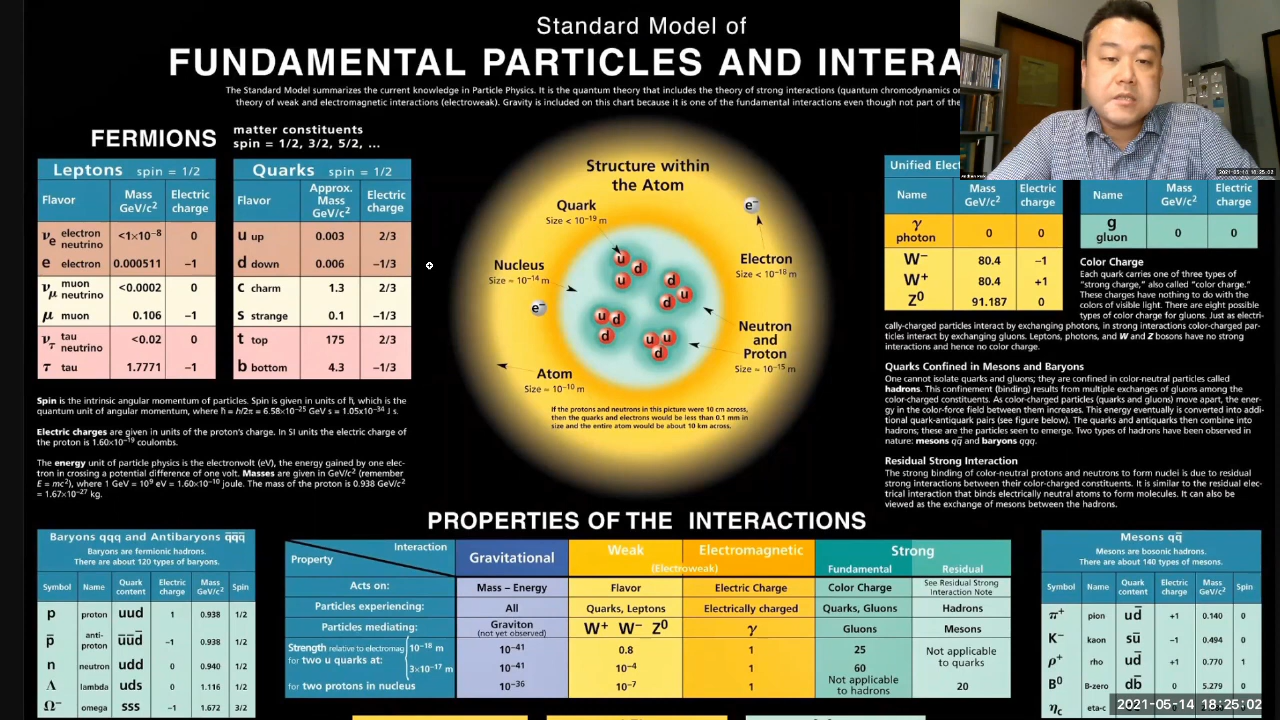 Standard Model of
FUNDAMENTAL PARTICLES AND INTERA
The Standard Model summarizes the current knowledge in Particle Physics. It is the quantum theory that includes the theory of strong interactions (quantum chromodynamics o
theory of weak and electromagnetic interactions (electroweak). Gravity is included on this chart because it is one of the fundamental interactions even though not part of the
FERMIONS
matter constituents
spin = 1/2, 3/2, 5/2, ...
Leptons spin = 1/2
Flavor Mass GeV/c² Electric charge
νe electron neutrino <1×10⁻⁸ 0
e electron 0.000511 −1
νμ muon neutrino <0.0002 0
μ muon 0.106 −1
ντ tau neutrino <0.02 0
τ tau 1.7771 −1
Quarks spin = 1/2
Flavor Approx. Mass GeV/c² Electric charge
u up 0.003 2/3
d down 0.006 −1/3
c charm 1.3 2/3
s strange 0.1 −1/3
t top 175 2/3
b bottom 4.3 −1/3
Spin is the intrinsic angular momentum of particles. Spin is given in units of ħ, which is the
quantum unit of angular momentum, where ħ = h/2π = 6.58×10⁻²⁵ GeV s = 1.05×10⁻³⁴ J s.
Electric charges are given in units of the proton's charge. In SI units the electric charge of
the proton is 1.60×10⁻¹⁹ coulombs.
The energy unit of particle physics is the electronvolt (eV), the energy gained by one elec-
tron in crossing a potential difference of one volt. Masses are given in GeV/c² (remember
E = mc²), where 1 GeV = 10⁹ eV = 1.60×10⁻¹⁰ joule. The mass of the proton is 0.938 GeV/c²
= 1.67×10⁻²⁷ kg.
Structure within
the Atom
Quark
Size < 10⁻¹⁹ m
e⁻
Electron
Size < 10⁻¹⁸ m
Nucleus
Size ≈ 10⁻¹⁴ m
e⁻
u d u
d u d
u u d
u u d
Neutron
and
Proton
Size ≈ 10⁻¹⁵ m
Atom
Size ≈ 10⁻¹⁰ m
If the protons and neutrons in this picture were 10 cm across,
then the quarks and electrons would be less than 0.1 mm in
size and the entire atom would be about 10 km across.
Unified Elect
Name Mass GeV/c² Electric charge
γ photon 0 0
W⁻ 80.4 −1
W⁺ 80.4 +1
Z⁰ 91.187 0
Name Mass GeV/c² Electric charge
g gluon 0 0
2021-05-14 18:25:02
Color Charge
Each quark carries one of three types of
"strong charge," also called "color charge."
These charges have nothing to do with the
colors of visible light. There are eight possible
types of color charge for gluons. Just as electri-
cally-charged particles interact by exchanging photons, in strong interactions color-charged par-
ticles interact by exchanging gluons. Leptons, photons, and W and Z bosons have no strong
interactions and hence no color charge.
Quarks Confined in Mesons and Baryons
One cannot isolate quarks and gluons; they are confined in color-neutral particles called
hadrons. This confinement (binding) results from multiple exchanges of gluons among the
color-charged constituents. As color-charged particles (quarks and gluons) move apart, the ener-
gy in the color-force field between them increases. This energy eventually is converted into addi-
tional quark-antiquark pairs (see figure below). The quarks and antiquarks then combine into
hadrons; these are the particles seen to emerge. Two types of hadrons have been observed in
nature: mesons qq̄ and baryons qqq.
Residual Strong Interaction
The strong binding of color-neutral protons and neutrons to form nuclei is due to residual
strong interactions between their color-charged constituents. It is similar to the residual elec-
trical interaction that binds electrically neutral atoms to form molecules. It can also be
viewed as the exchange of mesons between the hadrons.
PROPERTIES OF THE INTERACTIONS
Baryons qqq and Antibaryons q̄q̄q̄
Baryons are fermionic hadrons.
There are about 120 types of baryons.
Symbol Name Quark content Electric charge Mass GeV/c² Spin
p proton uud 1 0.938 1/2
p̄ anti-proton ūūd̄ −1 0.938 1/2
n neutron udd 0 0.940 1/2
Λ lambda uds 0 1.116 1/2
Ω⁻ omega sss −1 1.672 3/2
Interaction
Property
Gravitational Weak Electromagnetic Strong
(Electroweak) Fundamental Residual
Acts on: Mass – Energy Flavor Electric Charge Color Charge See Residual Strong Interaction Note
Particles experiencing: All Quarks, Leptons Electrically charged Quarks, Gluons Hadrons
Particles mediating: Graviton (not yet observed) W⁺ W⁻ Z⁰ γ Gluons Mesons
Strength relative to electromag
for two u quarks at:
10⁻¹⁸ m 10⁻⁴¹ 0.8 1 25 Not applicable to quarks
3×10⁻¹⁷ m 10⁻⁴¹ 10⁻⁴ 1 60
for two protons in nucleus 10⁻³⁶ 10⁻⁷ 1 Not applicable to hadrons 20
Mesons qq̄
Mesons are bosonic hadrons.
There are about 140 types of mesons.
Symbol Name Quark content Electric charge Mass GeV/c² Spin
π⁺ pion ud̄ +1 0.140 0
K⁻ kaon sū −1 0.494 0
ρ⁺ rho ud̄ +1 0.770 1
B⁰ B-zero db̄ 0 5.279 0
ηc eta-c
2021-05-14 18:25:02